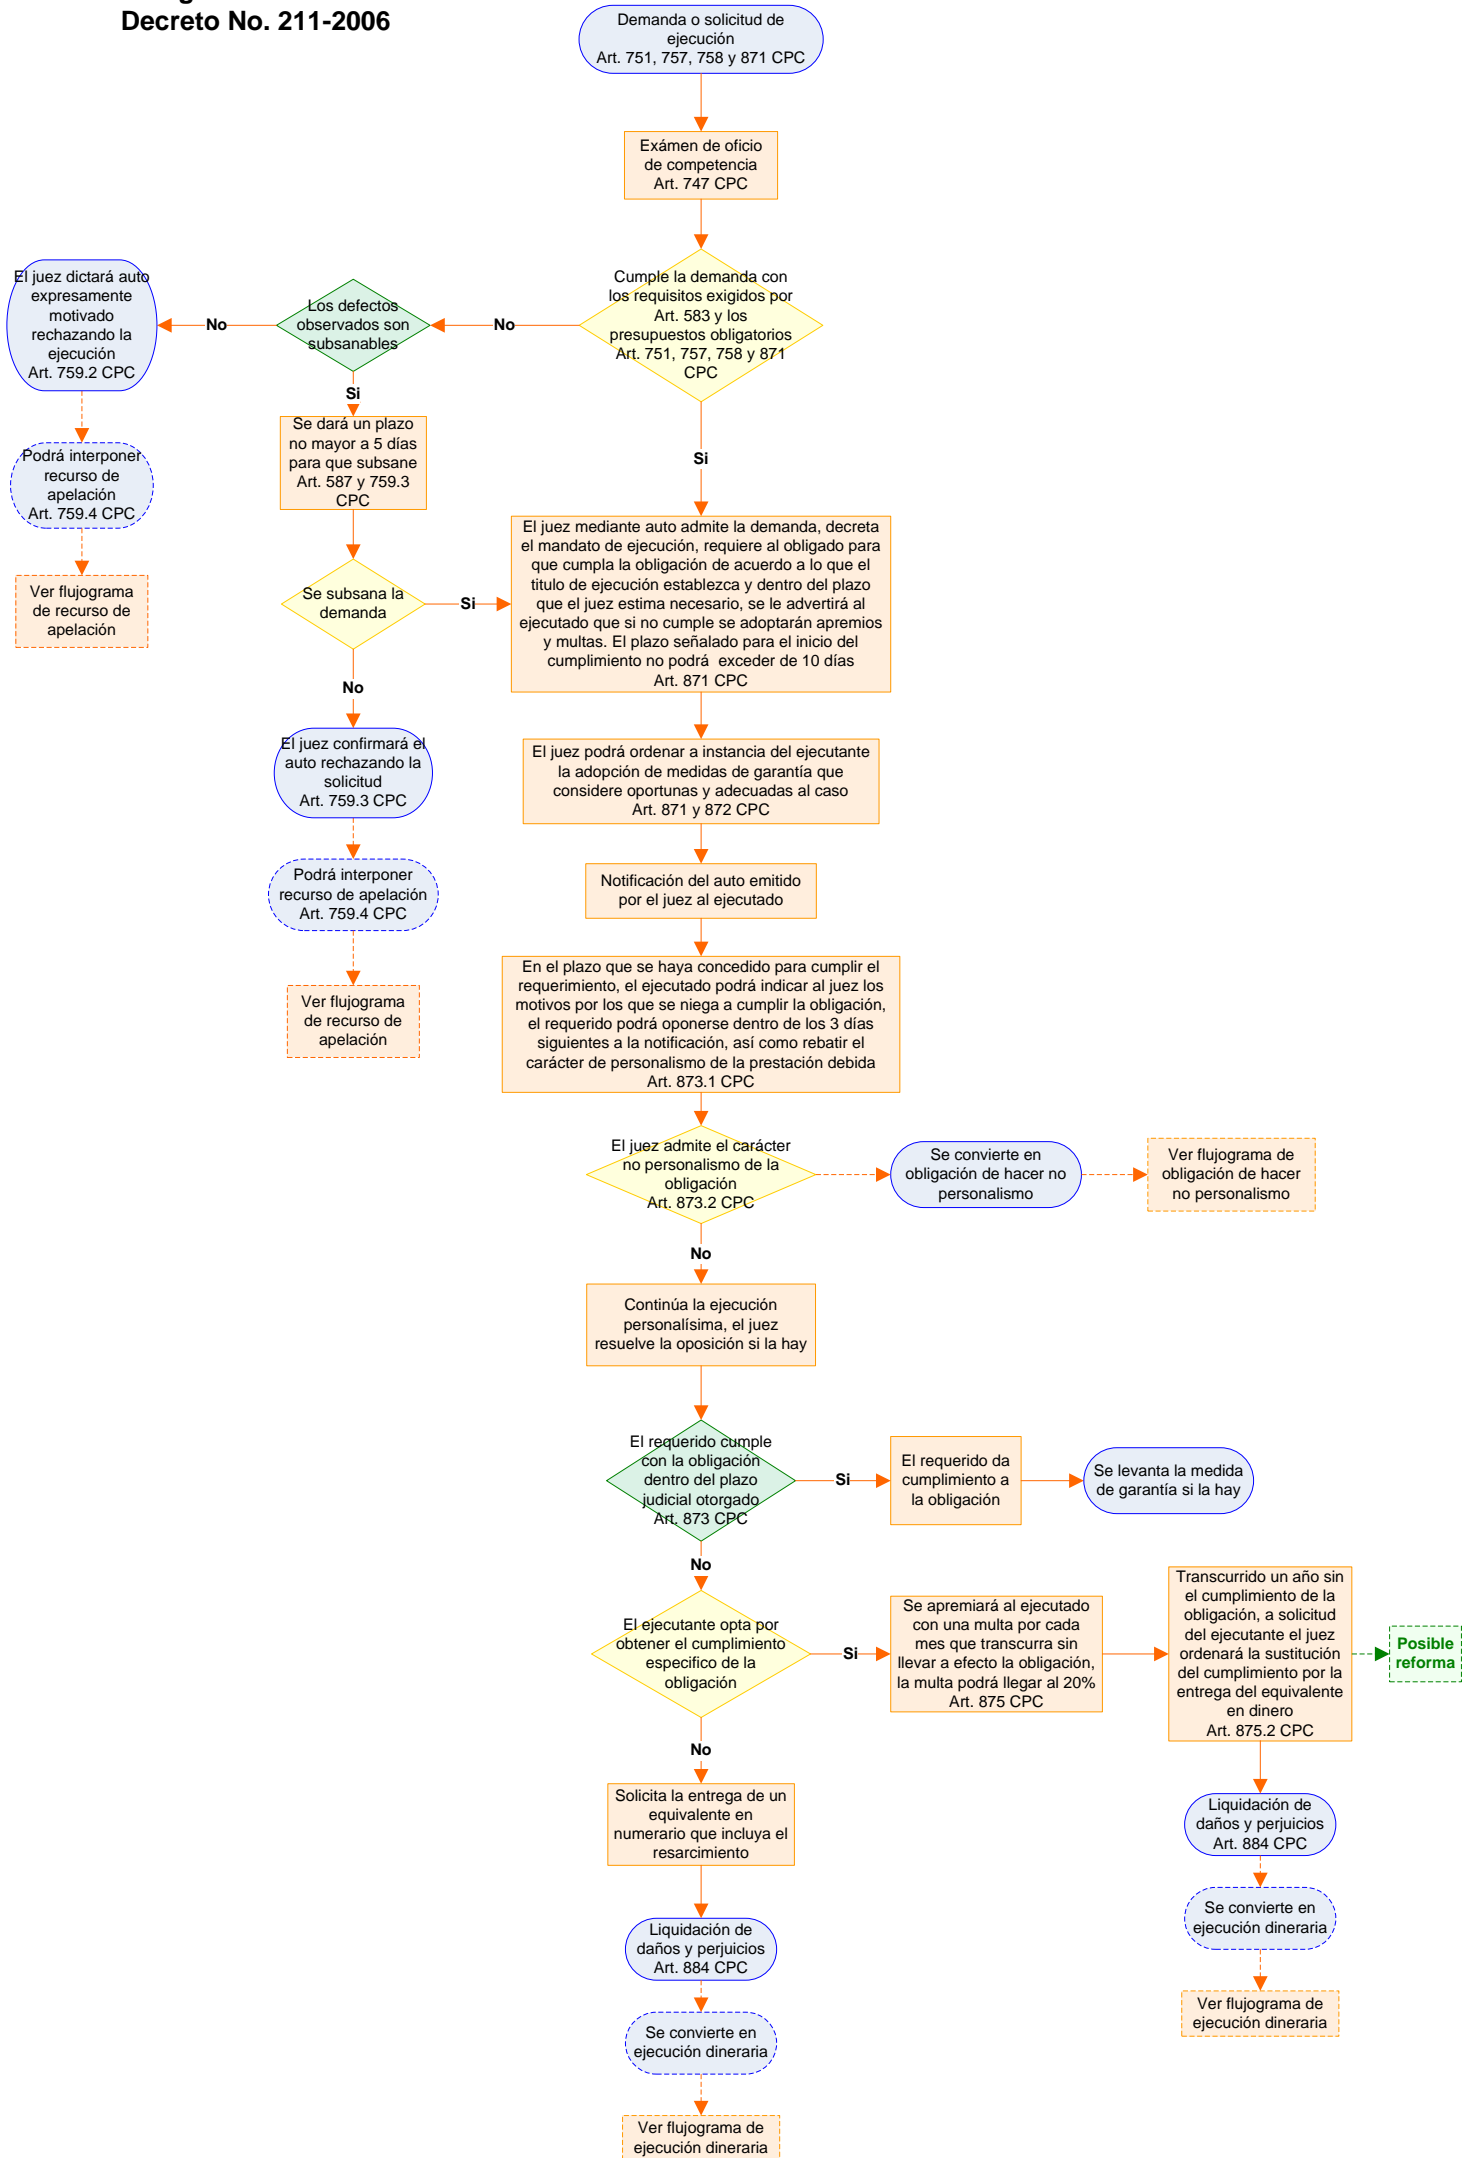 Decreto No. 211-2006
Demanda o solicitud de
ejecución
Art. 751, 757, 758 y 871 CPC
Exámen de oficio
de competencia
Art. 747 CPC
Cumple la demanda con
los requisitos exigidos por
Art. 583 y los
presupuestos obligatorios
Art. 751, 757, 758 y 871
CPC
No
Los defectos
observados son
subsanables
No
El juez dictará auto
expresamente
motivado
rechazando la
ejecución
Art. 759.2 CPC
Podrá interponer
recurso de
apelación
Art. 759.4 CPC
Ver flujograma
de recurso de
apelación
Si
Se dará un plazo
no mayor a 5 días
para que subsane
Art. 587 y 759.3
CPC
Se subsana la
demanda
Si
No
El juez confirmará el
auto rechazando la
solicitud
Art. 759.3 CPC
Podrá interponer
recurso de apelación
Art. 759.4 CPC
Ver flujograma
de recurso de
apelación
Si
El juez mediante auto admite la demanda, decreta
el mandato de ejecución, requiere al obligado para
que cumpla la obligación de acuerdo a lo que el
titulo de ejecución establezca y dentro del plazo
que el juez estima necesario, se le advertirá al
ejecutado que si no cumple se adoptarán apremios
y multas. El plazo señalado para el inicio del
cumplimiento no podrá exceder de 10 días
Art. 871 CPC
El juez podrá ordenar a instancia del ejecutante
la adopción de medidas de garantía que
considere oportunas y adecuadas al caso
Art. 871 y 872 CPC
Notificación del auto emitido
por el juez al ejecutado
En el plazo que se haya concedido para cumplir el
requerimiento, el ejecutado podrá indicar al juez los
motivos por los que se niega a cumplir la obligación,
el requerido podrá oponerse dentro de los 3 días
siguientes a la notificación, así como rebatir el
carácter de personalismo de la prestación debida
Art. 873.1 CPC
El juez admite el carácter
no personalismo de la
obligación
Art. 873.2 CPC
Se convierte en
obligación de hacer no
personalismo
Ver flujograma de
obligación de hacer
no personalismo
No
Continúa la ejecución
personalísima, el juez
resuelve la oposición si la hay
El requerido cumple
con la obligación
dentro del plazo
judicial otorgado
Art. 873 CPC
Si
El requerido da
cumplimiento a
la obligación
Se levanta la medida
de garantía si la hay
No
El ejecutante opta por
obtener el cumplimiento
especifico de la
obligación
Si
Se apremiará al ejecutado
con una multa por cada
mes que transcurra sin
llevar a efecto la obligación,
la multa podrá llegar al 20%
Art. 875 CPC
Transcurrido un año sin
el cumplimiento de la
obligación, a solicitud
del ejecutante el juez
ordenará la sustitución
del cumplimiento por la
entrega del equivalente
en dinero
Art. 875.2 CPC
Posible
reforma
No
Solicita la entrega de un
equivalente en
numerario que incluya el
resarcimiento
Liquidación de
daños y perjuicios
Art. 884 CPC
Se convierte en
ejecución dineraria
Ver flujograma de
ejecución dineraria
Liquidación de
daños y perjuicios
Art. 884 CPC
Se convierte en
ejecución dineraria
Ver flujograma de
ejecución dineraria